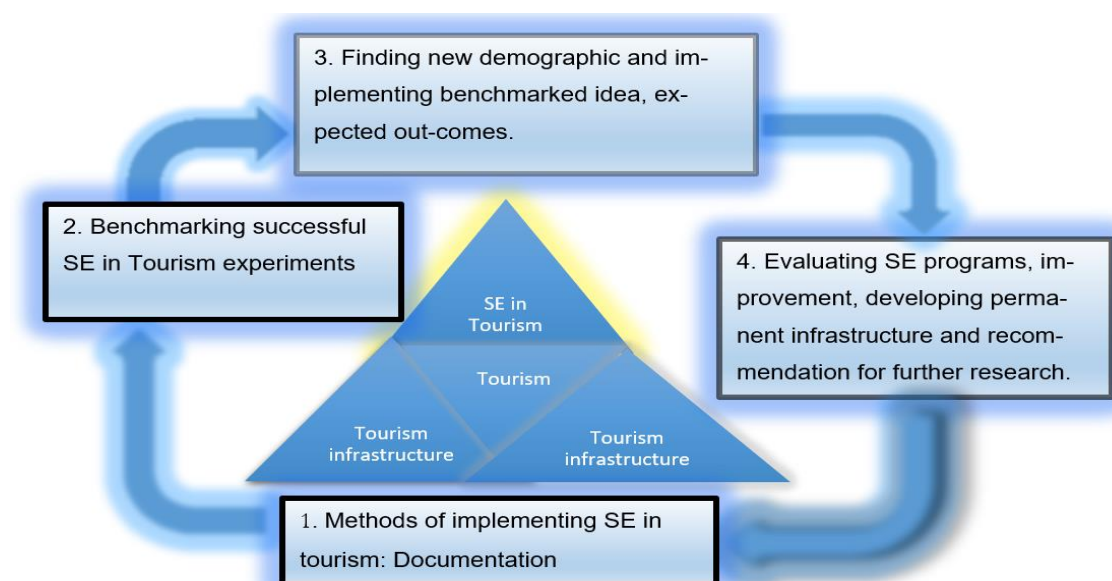 3. Finding new demographic and im-
plementing benchmarked idea, ex-
pected out-comes.
2. Benchmarking successful
SE in Tourism experiments
4. Evaluating SE programs, im-
provement, developing perma-
nent infrastructure and recom-
mendation for further research.
SE in
Tourism
Tourism
Tourism
infrastructure
Tourism
infrastructure
1. Methods of implementing SE in
tourism: Documentation